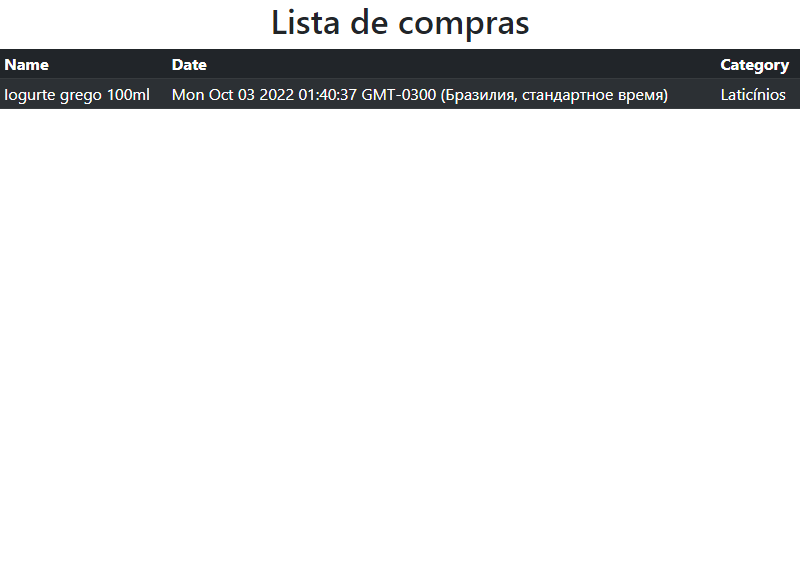 Lista de compras
Name Date Category
Iogurte grego 100ml Mon Oct 03 2022 01:40:37 GMT-0300 (Бразилия, стандартное время) Laticínios